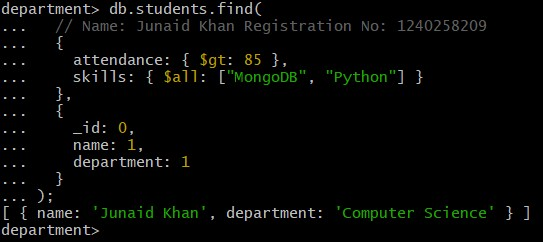 department> db.students.find(
...   // Name: Junaid Khan Registration No: 1240258209
...   {
...     attendance: { $gt: 85 },
...     skills: { $all: ["MongoDB", "Python"] }
...   },
...   {
...     _id: 0,
...     name: 1,
...     department: 1
...   }
... );
[ { name: 'Junaid Khan', department: 'Computer Science' } ]
department>